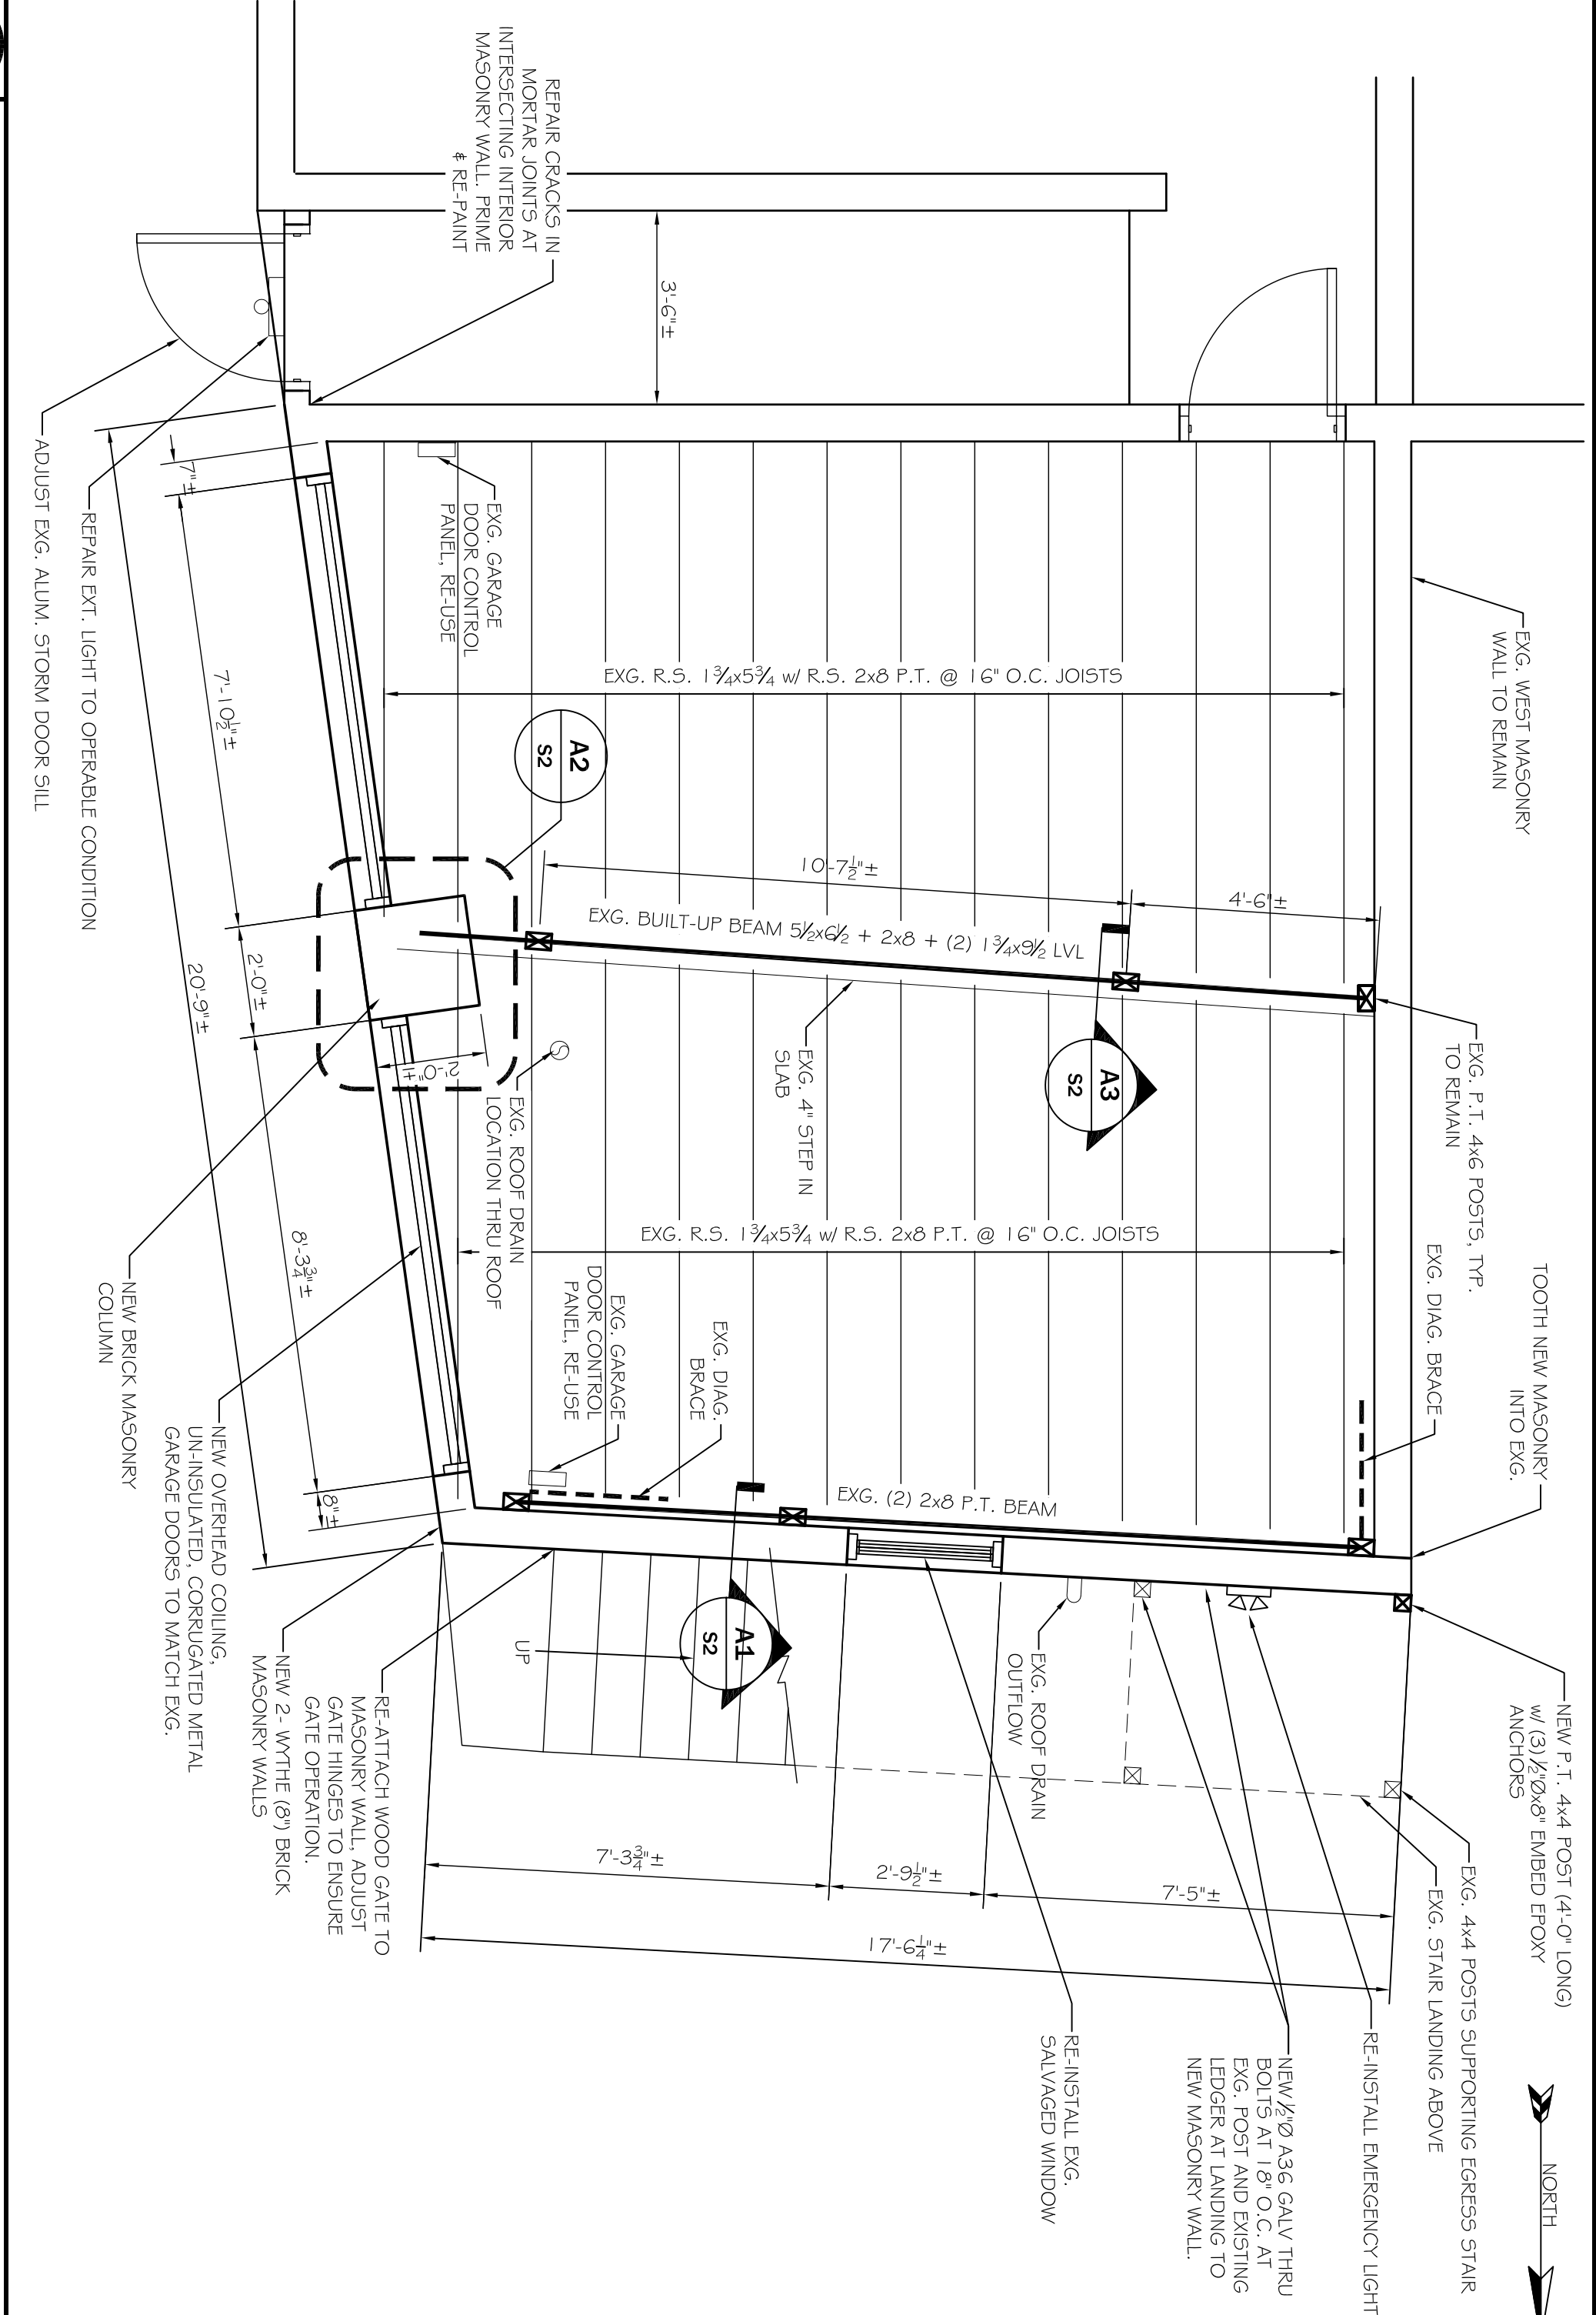 NORTH
NEW P.T. 4x4 POST (4'-0" LONG)
w/ (3) ½"Øx8" EMBED EPOXY
ANCHORS
TOOTH NEW MASONRY
INTO EXG.
EXG. WEST MASONRY
WALL TO REMAIN
EXG. P.T. 4x6 POSTS, TYP.
TO REMAIN
EXG. DIAG. BRACE
EXG. 4x4 POSTS SUPPORTING EGRESS STAIR
EXG. STAIR LANDING ABOVE
RE-INSTALL EMERGENCY LIGHT
NEW ½"Ø A36 GALV THRU
BOLTS AT 18" O.C. AT
EXG. POST AND EXISTING
LEDGER AT LANDING TO
NEW MASONRY WALL.
RE-INSTALL EXG.
SALVAGED WINDOW
EXG. ROOF DRAIN
OUTFLOW
4'-6"±
10'-7½"±
7'-5"±
2'-9½"±
7'-3¾"±
17'-6¼"±
A3
S2
EXG. BUILT-UP BEAM 5½x6½ + 2x8 + (2) 1¾x9½ LVL
EXG. 4" STEP IN
SLAB
EXG. (2) 2x8 P.T. BEAM
EXG. R.S. 1¾x5¾ w/ R.S. 2x8 P.T. @ 16" O.C. JOISTS
EXG. R.S. 1¾x5¾ w/ R.S. 2x8 P.T. @ 16" O.C. JOISTS
3'-6"±
A1
S2
UP
EXG. DIAG.
BRACE
EXG. GARAGE
DOOR CONTROL
PANEL, RE-USE
A2
S2
EXG. ROOF DRAIN
LOCATION THRU ROOF
EXG. GARAGE
DOOR CONTROL
PANEL, RE-USE
REPAIR CRACKS IN
MORTAR JOINTS AT
INTERSECTING INTERIOR
MASONRY WALL. PRIME
& RE-PAINT
2'-0"±
7"±
7'-10½"±
2'-0"±
8'-3¾"±
8"±
20'-9"±
RE-ATTACH WOOD GATE TO
MASONRY WALL, ADJUST
GATE HINGES TO ENSURE
GATE OPERATION.
NEW 2- WYTHE (8") BRICK
MASONRY WALLS
NEW OVERHEAD COILING,
UN-INSULATED, CORRUGATED METAL
GARAGE DOORS TO MATCH EXG.
NEW BRICK MASONRY
COLUMN
REPAIR EXT. LIGHT TO OPERABLE CONDITION
ADJUST EXG. ALUM. STORM DOOR SILL